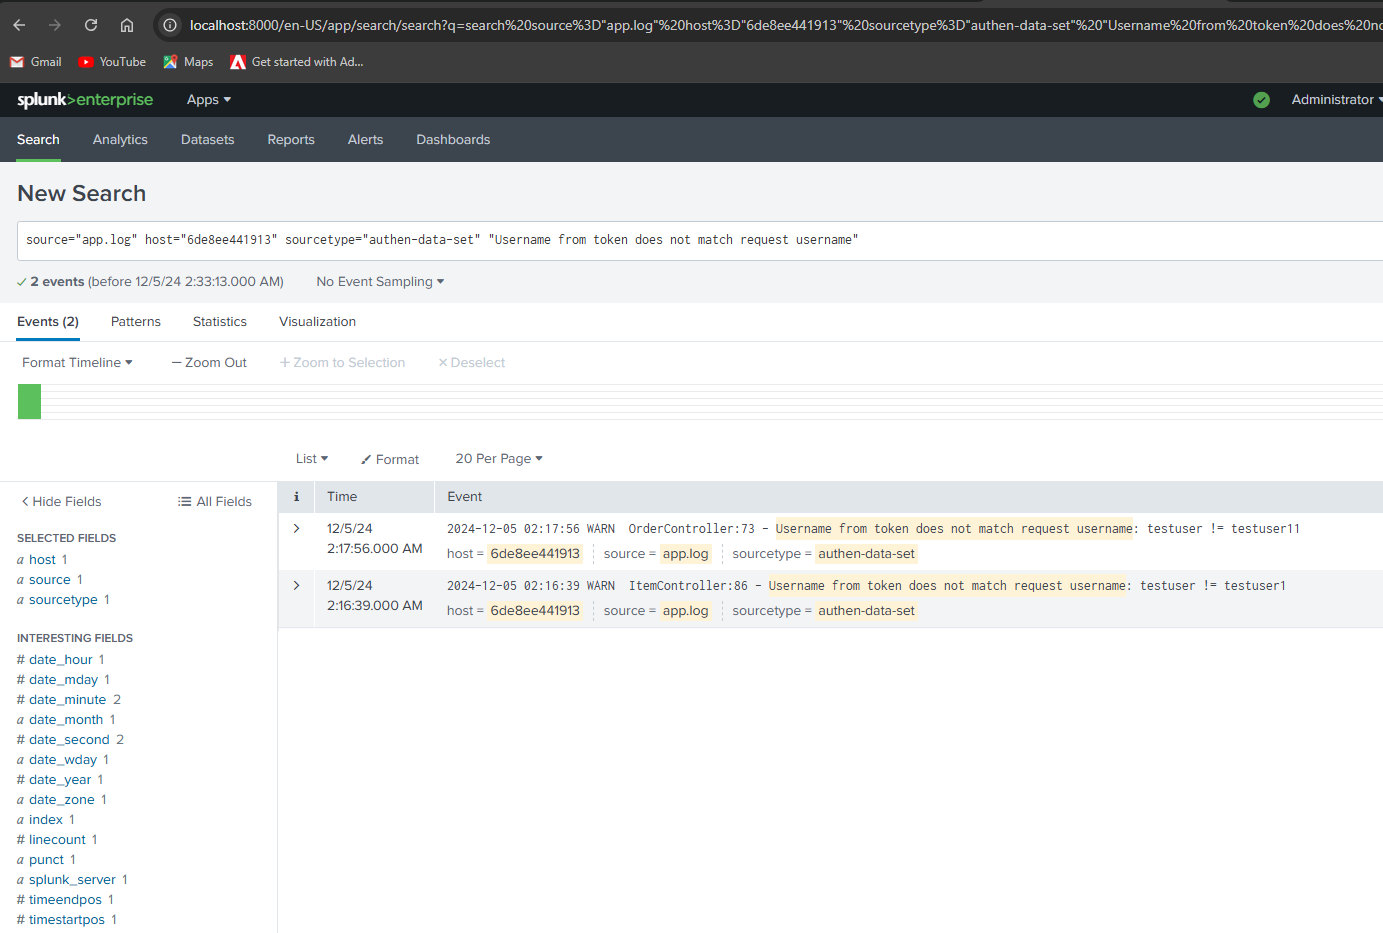 localhost:8000/en-US/app/search/search?q=search%20source%3D"app.log"%20host%3D"6de8ee441913"%20sourcetype%3D"authen-data-set"%20"Username%20from%20token%20does%20no
Gmail YouTube Maps Get started with Ad...
splunk>enterprise Apps Administrator
Search Analytics Datasets Reports Alerts Dashboards
New Search
source="app.log" host="6de8ee441913" sourcetype="authen-data-set" "Username from token does not match request username"
2 events (before 12/5/24 2:33:13.000 AM) No Event Sampling
Events (2) Patterns Statistics Visualization
Format Timeline — Zoom Out + Zoom to Selection × Deselect
List Format 20 Per Page
< Hide Fields All Fields i Time Event
SELECTED FIELDS
a host 1
a source 1
a sourcetype 1
INTERESTING FIELDS
# date_hour 1
# date_mday 1
# date_minute 2
a date_month 1
# date_second 2
a date_wday 1
# date_year 1
a date_zone 1
a index 1
# linecount 1
a punct 1
a splunk_server 1
# timeendpos 1
# timestartpos 1
> 12/5/24 2024-12-05 02:17:56 WARN OrderController:73 - Username from token does not match request username: testuser != testuser11
2:17:56.000 AM host = 6de8ee441913 source = app.log sourcetype = authen-data-set
> 12/5/24 2024-12-05 02:16:39 WARN ItemController:86 - Username from token does not match request username: testuser != testuser1
2:16:39.000 AM host = 6de8ee441913 source = app.log sourcetype = authen-data-set